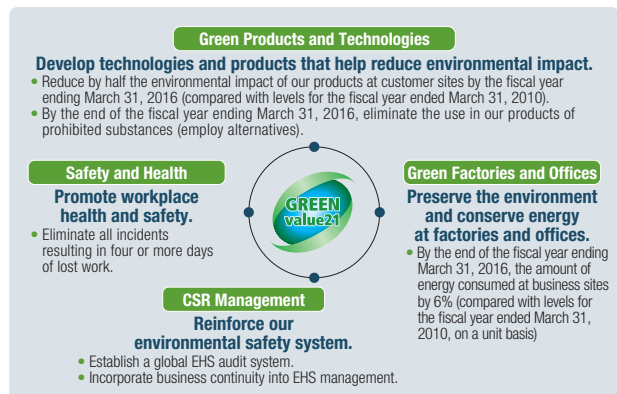 Green Products and Technologies
Develop technologies and products that help reduce environmental impact.
• Reduce by half the environmental impact of our products at customer sites by the fiscal year
ending March 31, 2016 (compared with levels for the fiscal year ended March 31, 2010).
• By the end of the fiscal year ending March 31, 2016, eliminate the use in our products of
prohibited substances (employ alternatives).
Safety and Health
Promote workplace
health and safety.
• Eliminate all incidents
resulting in four or more days
of lost work.
GREEN
value21
Green Factories and Offices
Preserve the environment
and conserve energy
at factories and offices.
• By the end of the fiscal year ending
March 31, 2016, the amount of
energy consumed at business sites
by 6% (compared with levels for
the fiscal year ended March 31,
2010, on a unit basis)
CSR Management
Reinforce our
environmental safety system.
• Establish a global EHS audit system.
• Incorporate business continuity into EHS management.